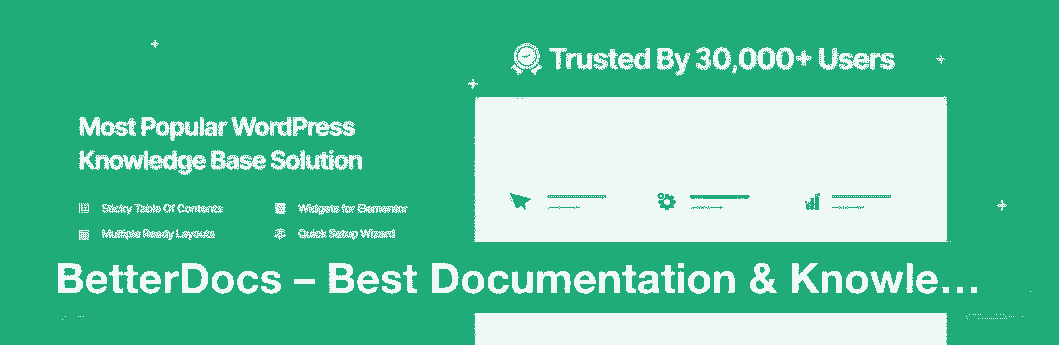 Trusted By 30,000+ Users
Most Popular WordPress
Knowledge Base Solution
Sticky Table Of Contents
Widgets for Elementor
Multiple Ready Layouts
Quick Setup Wizard
BetterDocs – Best Documentation & Knowle...